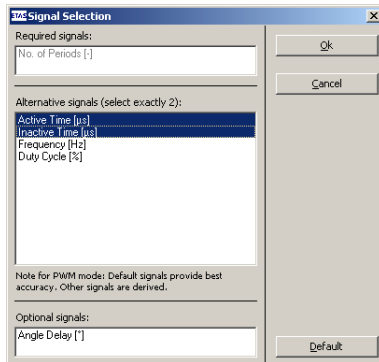 ETAS Signal Selection
Required signals:
No. of Periods [-]
Ok
Cancel
Alternative signals (select exactly 2):
Active Time [µs]
Inactive Time [µs]
Frequency [Hz]
Duty Cycle [%]
Note for PWM mode: Default signals provide best
accuracy. Other signals are derived.
Optional signals:
Angle Delay [°]
Default